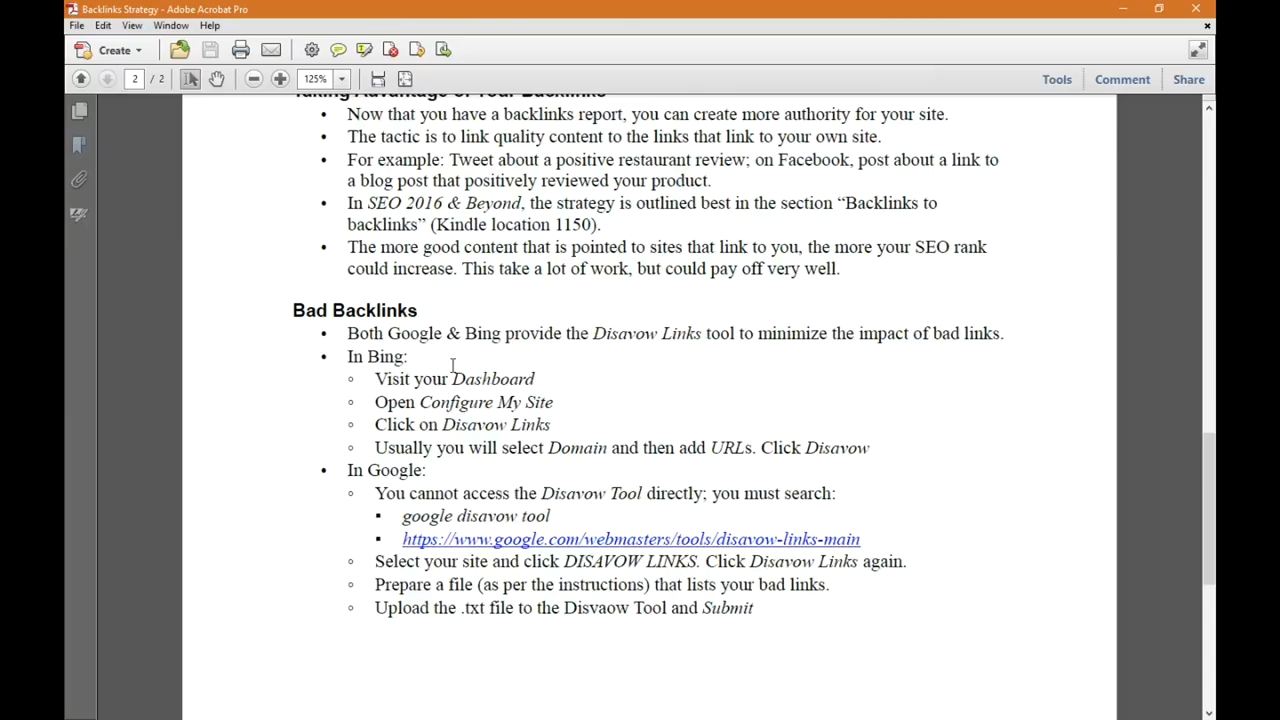 Backlinks Strategy - Adobe Acrobat Pro
File Edit View Window Help
Create
2 / 2 125% Tools Comment Share
Taking Advantage of Your Backlinks
• Now that you have a backlinks report, you can create more authority for your site.
• The tactic is to link quality content to the links that link to your own site.
• For example: Tweet about a positive restaurant review; on Facebook, post about a link to
a blog post that positively reviewed your product.
• In SEO 2016 & Beyond, the strategy is outlined best in the section “Backlinks to
backlinks” (Kindle location 1150).
• The more good content that is pointed to sites that link to you, the more your SEO rank
could increase. This take a lot of work, but could pay off very well.
Bad Backlinks
• Both Google & Bing provide the Disavow Links tool to minimize the impact of bad links.
• In Bing:
◦ Visit your Dashboard
◦ Open Configure My Site
◦ Click on Disavow Links
◦ Usually you will select Domain and then add URLs. Click Disavow
• In Google:
◦ You cannot access the Disavow Tool directly; you must search:
▪ google disavow tool
▪ https://www.google.com/webmasters/tools/disavow-links-main
◦ Select your site and click DISAVOW LINKS. Click Disavow Links again.
◦ Prepare a file (as per the instructions) that lists your bad links.
◦ Upload the .txt file to the Disvaow Tool and Submit